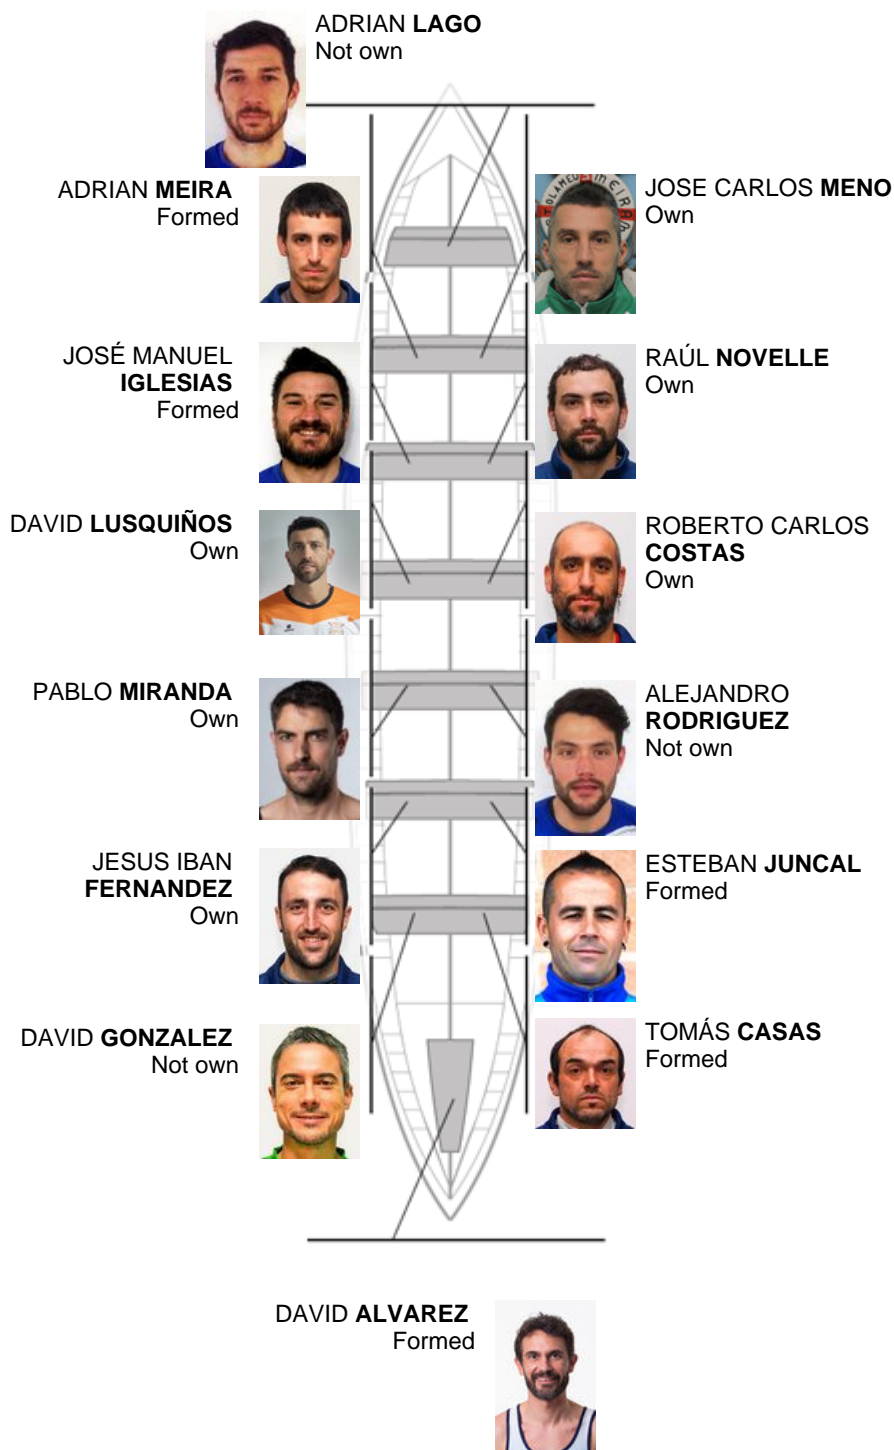 ADRIAN LAGO
Not own
ADRIAN MEIRA
Formed
JOSE CARLOS MENO
Own
JOSÉ MANUEL
IGLESIAS
Formed
RAÚL NOVELLE
Own
DAVID LUSQUIÑOS
Own
ROBERTO CARLOS
COSTAS
Own
PABLO MIRANDA
Own
ALEJANDRO
RODRIGUEZ
Not own
JESUS IBAN
FERNANDEZ
Own
ESTEBAN JUNCAL
Formed
DAVID GONZALEZ
Not own
TOMÁS CASAS
Formed
DAVID ALVAREZ
Formed